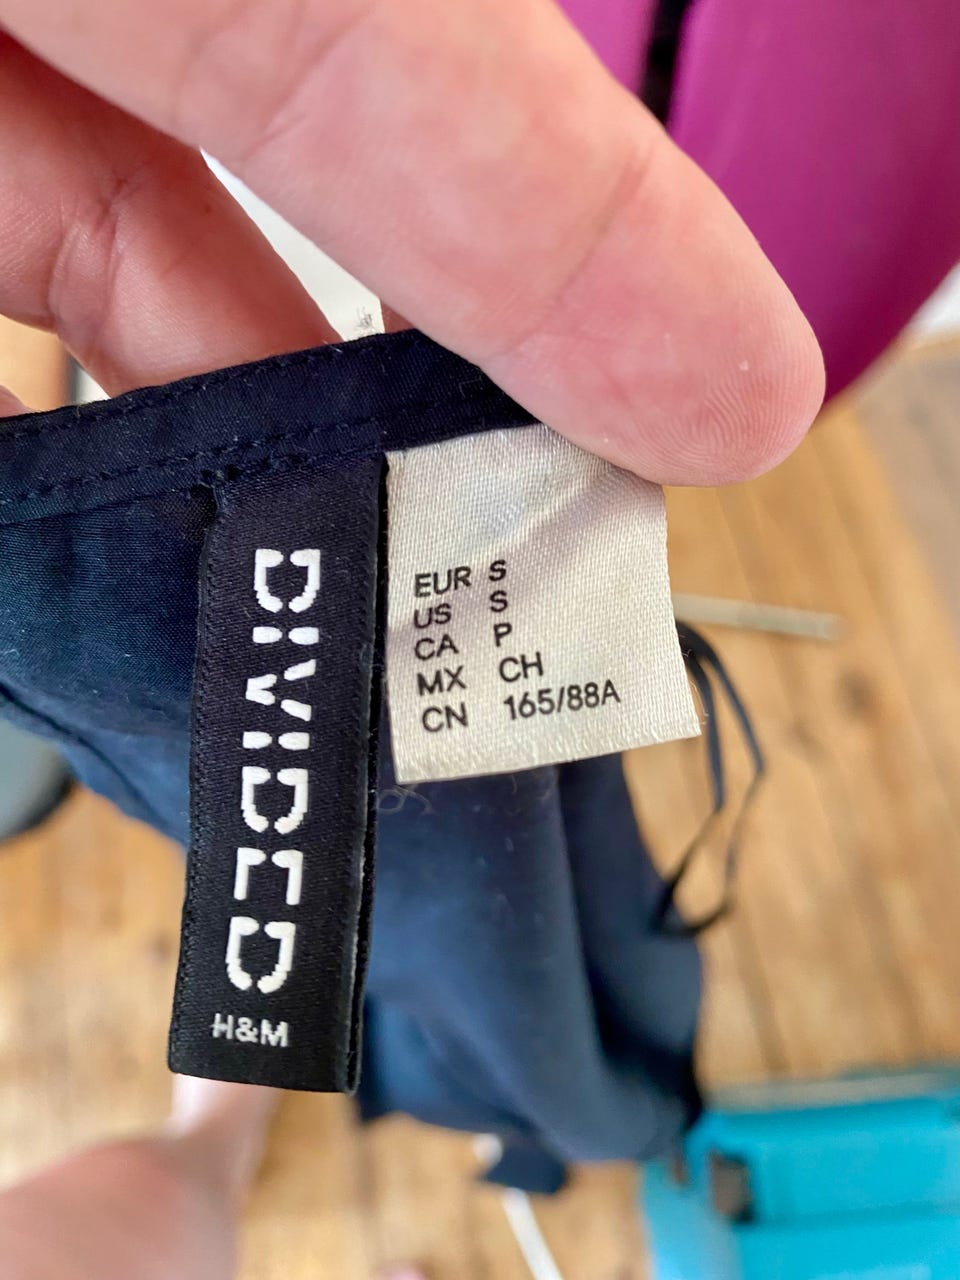 DIVIDED
H&M
EUR S
US S
CA P
MX CH
CN 165/88A